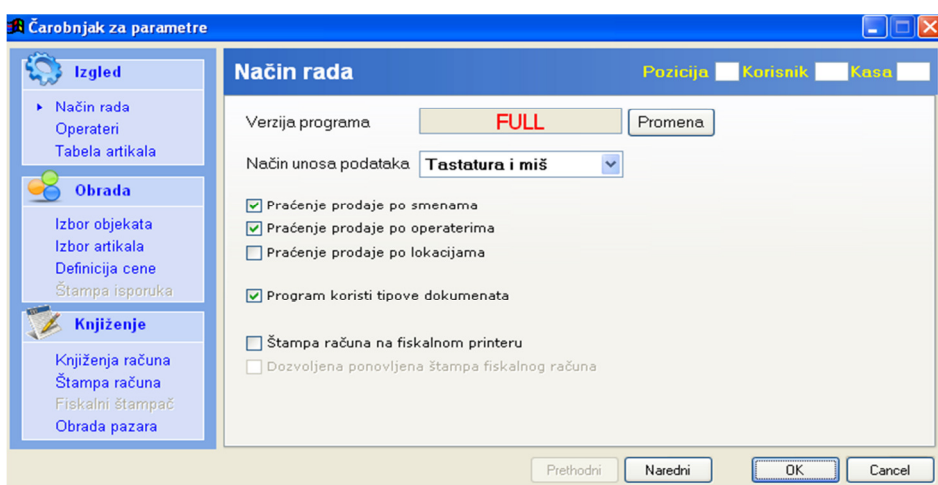 Čarobnjak za parametre
Izgled
Način rada
Operateri
Tabela artikala
Obrada
Izbor objekata
Izbor artikala
Definicija cene
Štampa isporuka
Knjiženje
Knjiženja računa
Štampa računa
Fiskalni štampač
Obrada pazara
Način rada Pozicija Korisnik Kasa
Verzija programa FULL Promena
Način unosa podataka Tastatura i miš
Praćenje prodaje po smenama
Praćenje prodaje po operaterima
Praćenje prodaje po lokacijama
Program koristi tipove dokumenata
Štampa računa na fiskalnom printeru
Dozvoljena ponovljena štampa fiskalnog računa
Prethodni Naredni OK Cancel